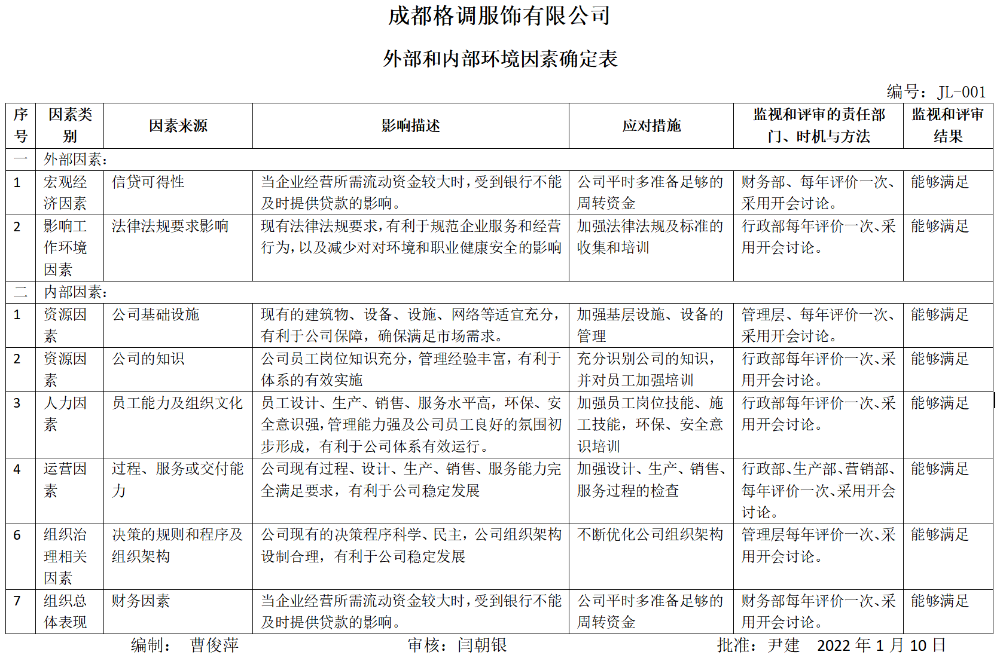 成都格调服饰有限公司
外部和内部环境因素确定表
编号：JL-001
序号 因素类别 因素来源 影响描述 应对措施 监视和评审的责任部门、时机与方法 监视和评审结果
一 外部因素：
1 宏观经济因素 信贷可得性 当企业经营所需流动资金较大时，受到银行不能及时提供贷款的影响。 公司平时多准备足够的周转资金 财务部、每年评价一次、采用开会讨论。 能够满足
2 影响工作环境因素 法律法规要求影响 现有法律法规要求，有利于规范企业服务和经营行为，以及减少对对环境和职业健康安全的影响 加强法律法规及标准的收集和培训 行政部每年评价一次、采用开会讨论。 能够满足
二 内部因素：
1 资源因素 公司基础设施 现有的建筑物、设备、设施、网络等适宜充分，有利于公司保障，确保满足市场需求。 加强基层设施、设备的管理 管理层、每年评价一次、采用开会讨论。 能够满足
2 资源因素 公司的知识 公司员工岗位知识充分，管理经验丰富，有利于体系的有效实施 充分识别公司的知识，并对员工加强培训 行政部每年评价一次、采用开会讨论。 能够满足
3 人力因素 员工能力及组织文化 员工设计、生产、销售、服务水平高，环保、安全意识强，管理能力强及公司员工良好的氛围初步形成，有利于公司体系有效运行。 加强员工岗位技能、施工技能，环保、安全意识培训 行政部每年评价一次、采用开会讨论。 能够满足
4 运营因素 过程、服务或交付能力 公司现有过程、设计、生产、销售、服务能力完全满足要求，有利于公司稳定发展 加强设计、生产、销售、服务过程的检查 行政部、生产部、营销部、每年评价一次、采用开会讨论。 能够满足
6 组织治理相关因素 决策的规则和程序及组织架构 公司现有的决策程序科学、民主，公司组织架构设制合理，有利于公司稳定发展 不断优化公司组织架构 管理层每年评价一次、采用开会讨论。 能够满足
7 组织总体表现 财务因素 当企业经营所需流动资金较大时，受到银行不能及时提供贷款的影响。 公司平时多准备足够的周转资金 财务部每年评价一次、采用开会讨论。 能够满足
编制： 曹俊萍 审核：闫朝银 批准：尹建 2022 年 1 月 10 日